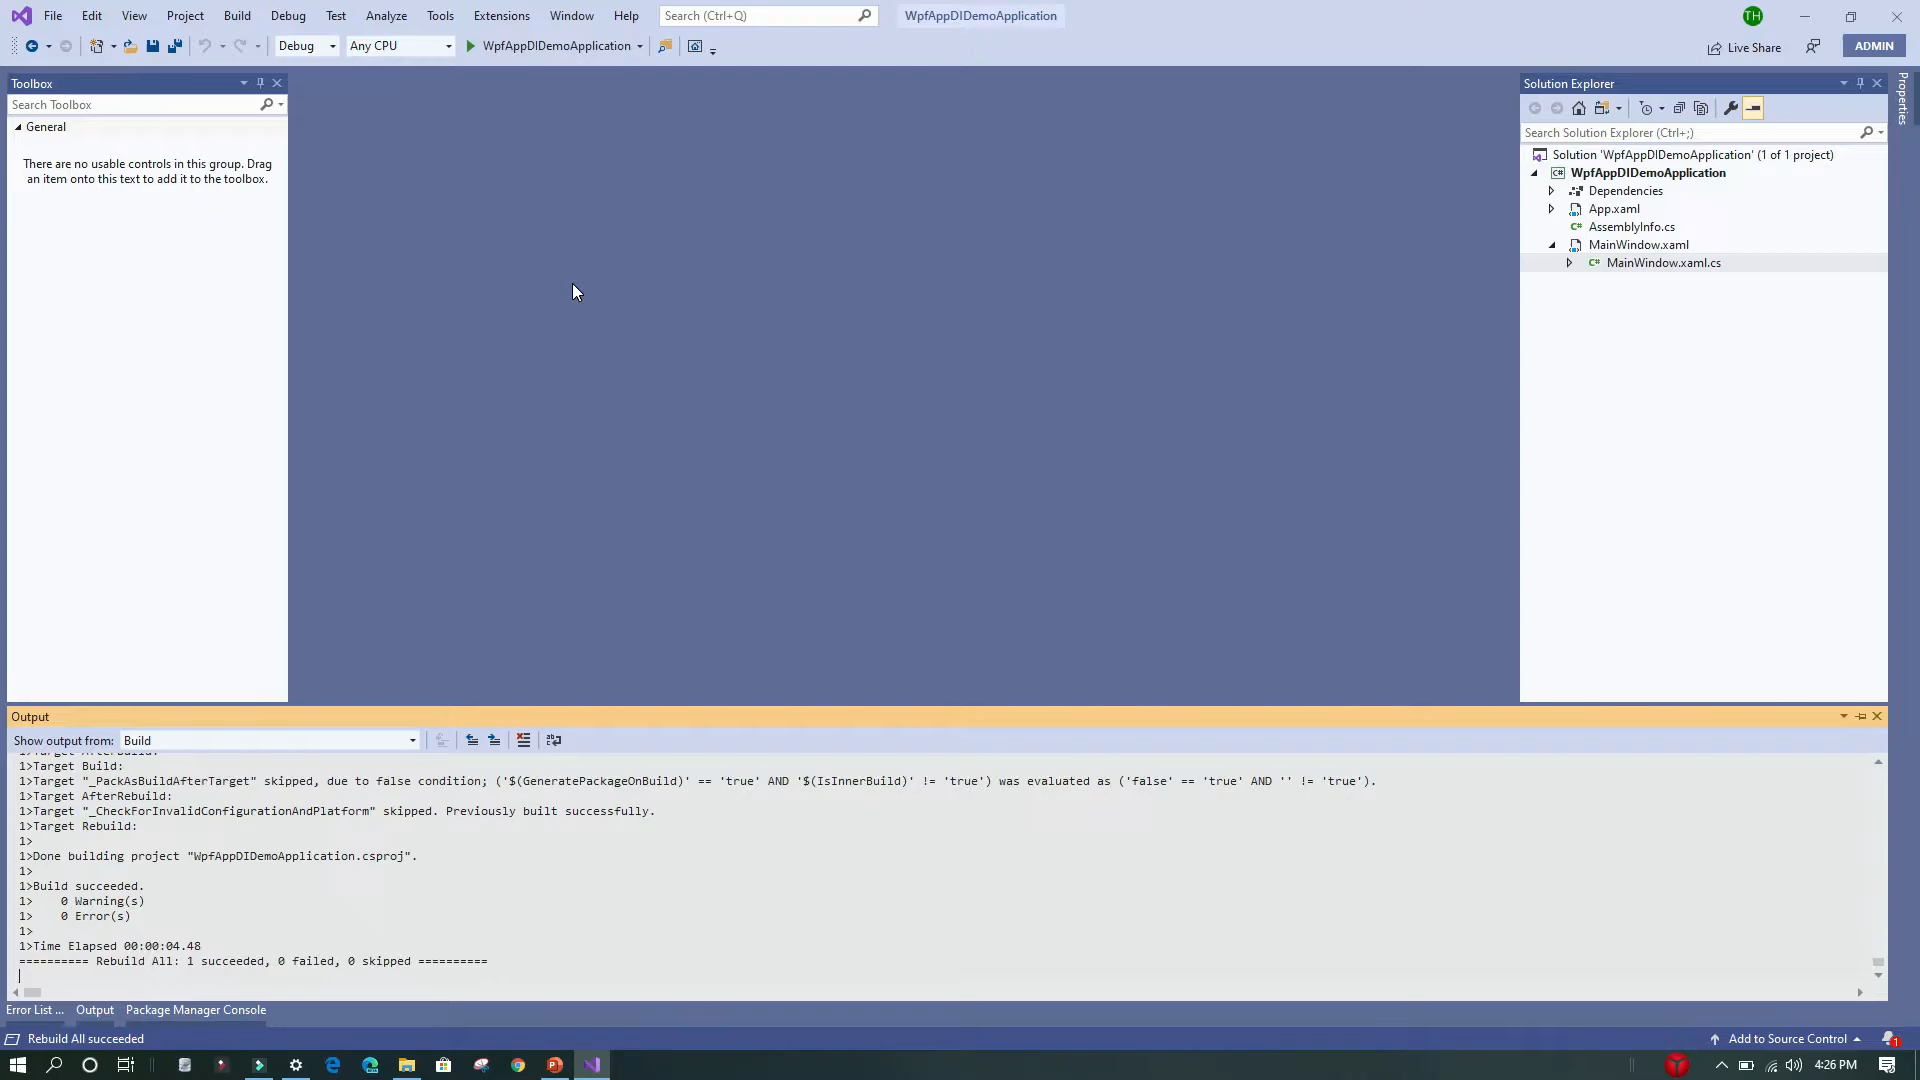 File Edit View Project Build Debug Test Analyze Tools Extensions Window Help Search (Ctrl+Q) WpfAppDIDemoApplication TH
Debug Any CPU WpfAppDIDemoApplication Live Share ADMIN
Toolbox
Search Toolbox
General
There are no usable controls in this group. Drag
an item onto this text to add it to the toolbox.
Solution Explorer
Search Solution Explorer (Ctrl+;)
Solution 'WpfAppDIDemoApplication' (1 of 1 project)
WpfAppDIDemoApplication
Dependencies
App.xaml
AssemblyInfo.cs
MainWindow.xaml
MainWindow.xaml.cs
Properties
Output
Show output from: Build
1>Target AfterBuild:
1>Target Build:
1>Target "_PackAsBuildAfterTarget" skipped, due to false condition; ('$(GeneratePackageOnBuild)' == 'true' AND '$(IsInnerBuild)' != 'true') was evaluated as ('false' == 'true' AND '' != 'true').
1>Target AfterRebuild:
1>Target "_CheckForInvalidConfigurationAndPlatform" skipped. Previously built successfully.
1>Target Rebuild:
1>
1>Done building project "WpfAppDIDemoApplication.csproj".
1>
1>Build succeeded.
1>    0 Warning(s)
1>    0 Error(s)
1>
1>Time Elapsed 00:00:04.48
========== Rebuild All: 1 succeeded, 0 failed, 0 skipped ==========
Error List ... Output Package Manager Console
Rebuild All succeeded Add to Source Control 1
4:26 PM